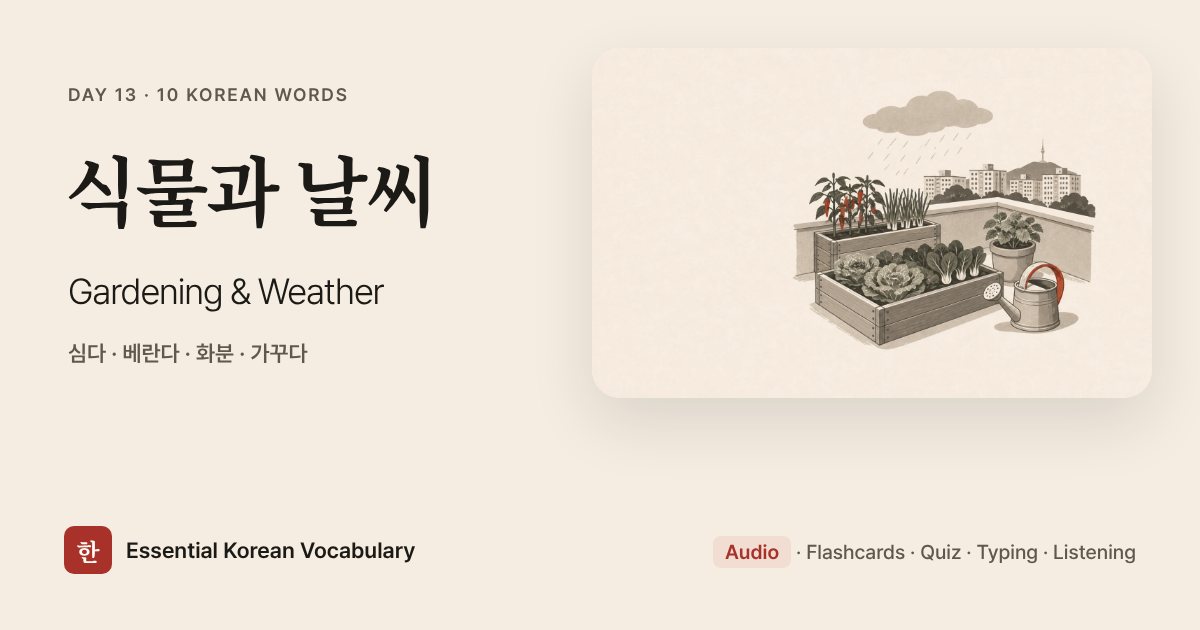 DAY 13 · 10 KOREAN WORDS
식물과 날씨
Gardening & Weather
심다 · 베란다 · 화분 · 가꾸다
한 Essential Korean Vocabulary
Audio · Flashcards · Quiz · Typing · Listening